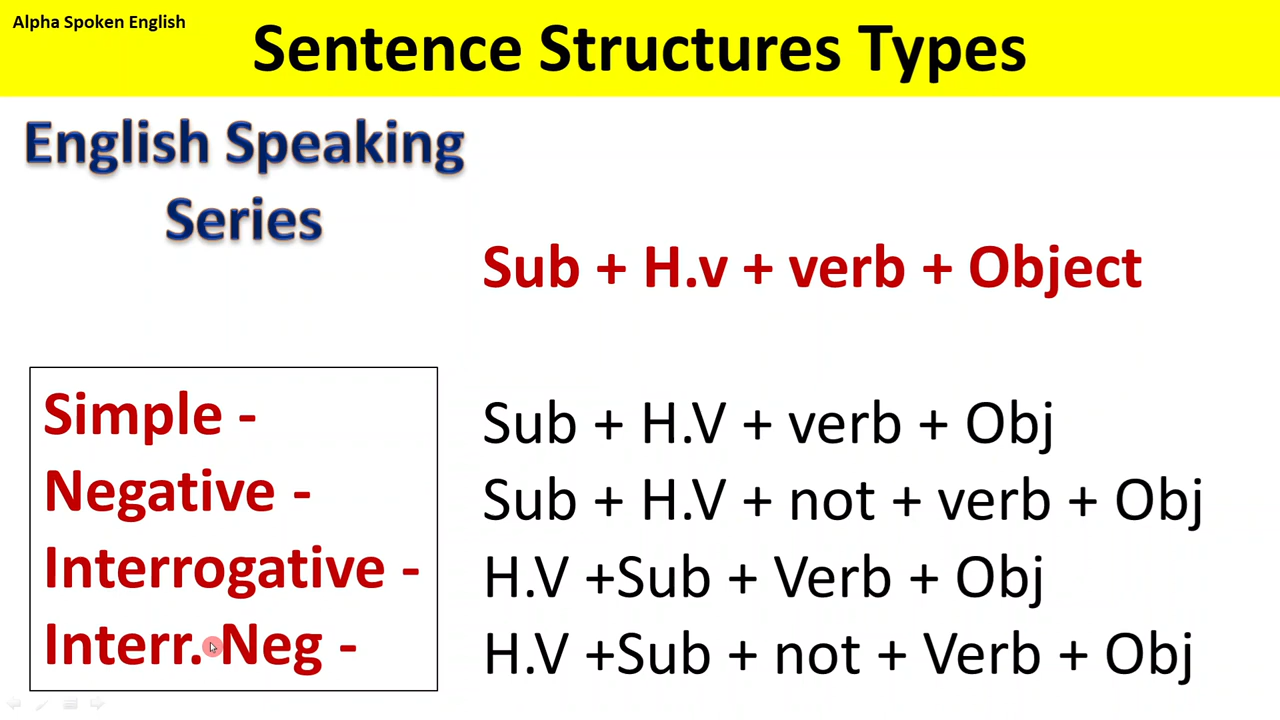 Alpha Spoken English
Sentence Structures Types
English Speaking
Series
Sub + H.v + verb + Object
Simple - Sub + H.V + verb + Obj
Negative - Sub + H.V + not + verb + Obj
Interrogative - H.V +Sub + Verb + Obj
Interr. Neg - H.V +Sub + not + Verb + Obj